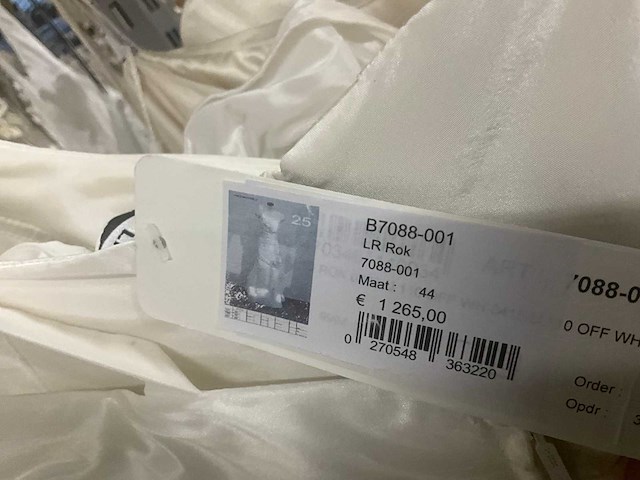 25
B7088-001
LR Rok
7088-001
Maat : 44
€ 1 265,00
0 270548 363220
7088-0
0 OFF WH
Order :
Opdr :